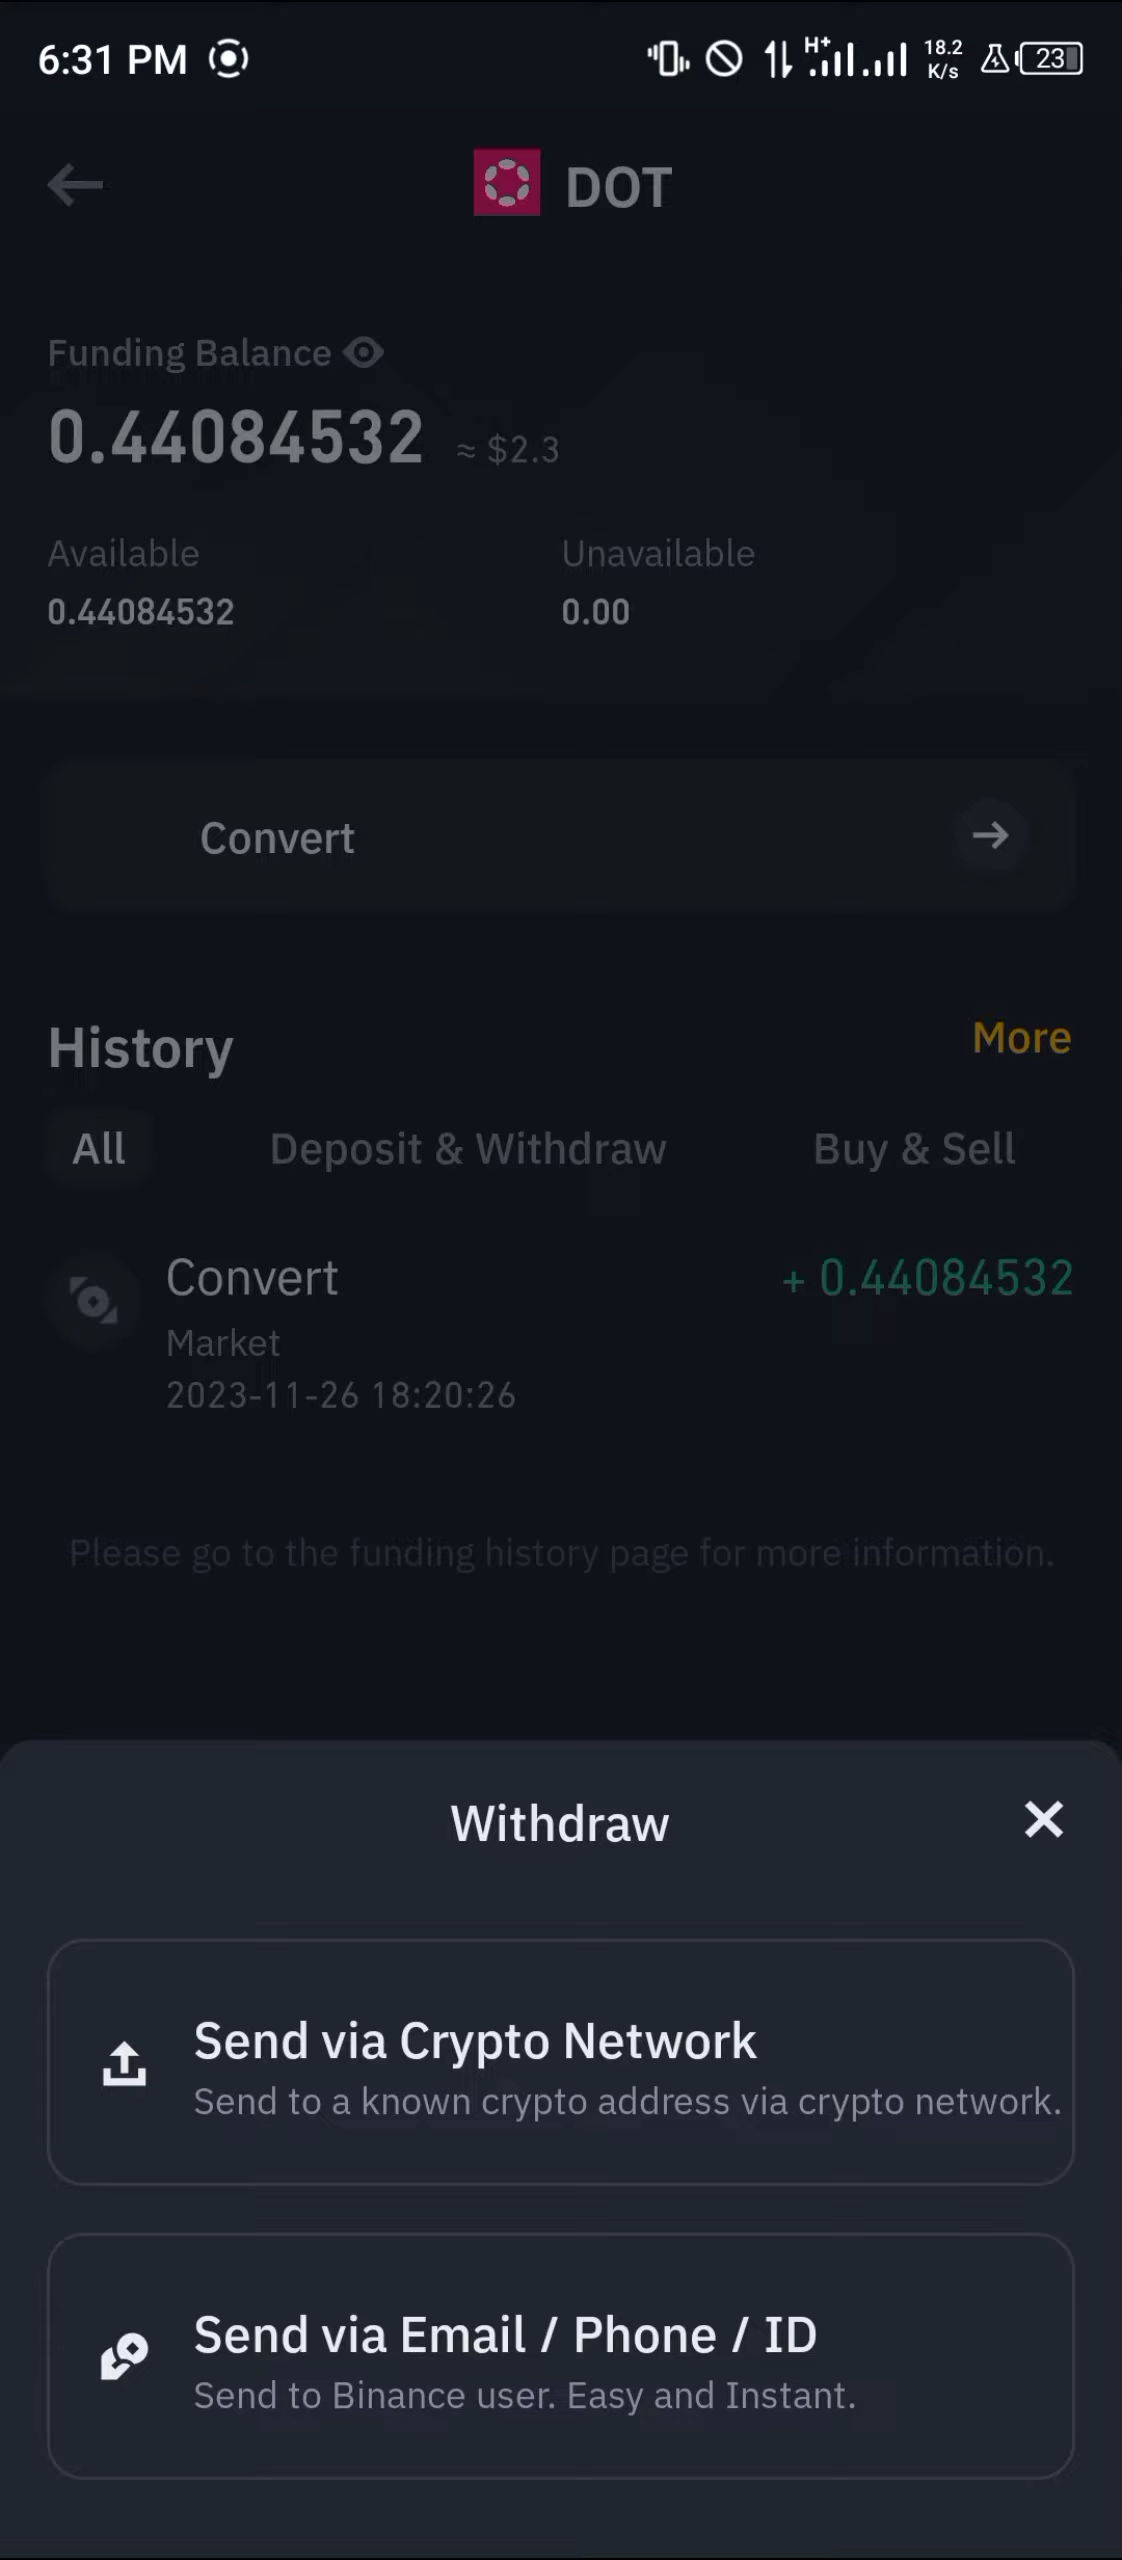 6:31 PM
H+
18.2
K/s
23
DOT
Funding Balance
0.44084532 ≈ $2.3
Available Unavailable
0.44084532 0.00
Convert
History More
All Deposit & Withdraw Buy & Sell
Convert + 0.44084532
Market
2023-11-26 18:20:26
Please go to the funding history page for more information.
Withdraw
Send via Crypto Network
Send to a known crypto address via crypto network.
Send via Email / Phone / ID
Send to Binance user. Easy and Instant.